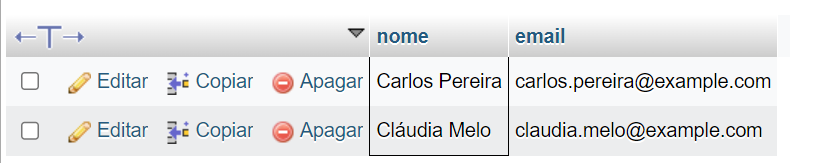 nome email
Editar Copiar Apagar Carlos Pereira carlos.pereira@example.com
Editar Copiar Apagar Cláudia Melo claudia.melo@example.com